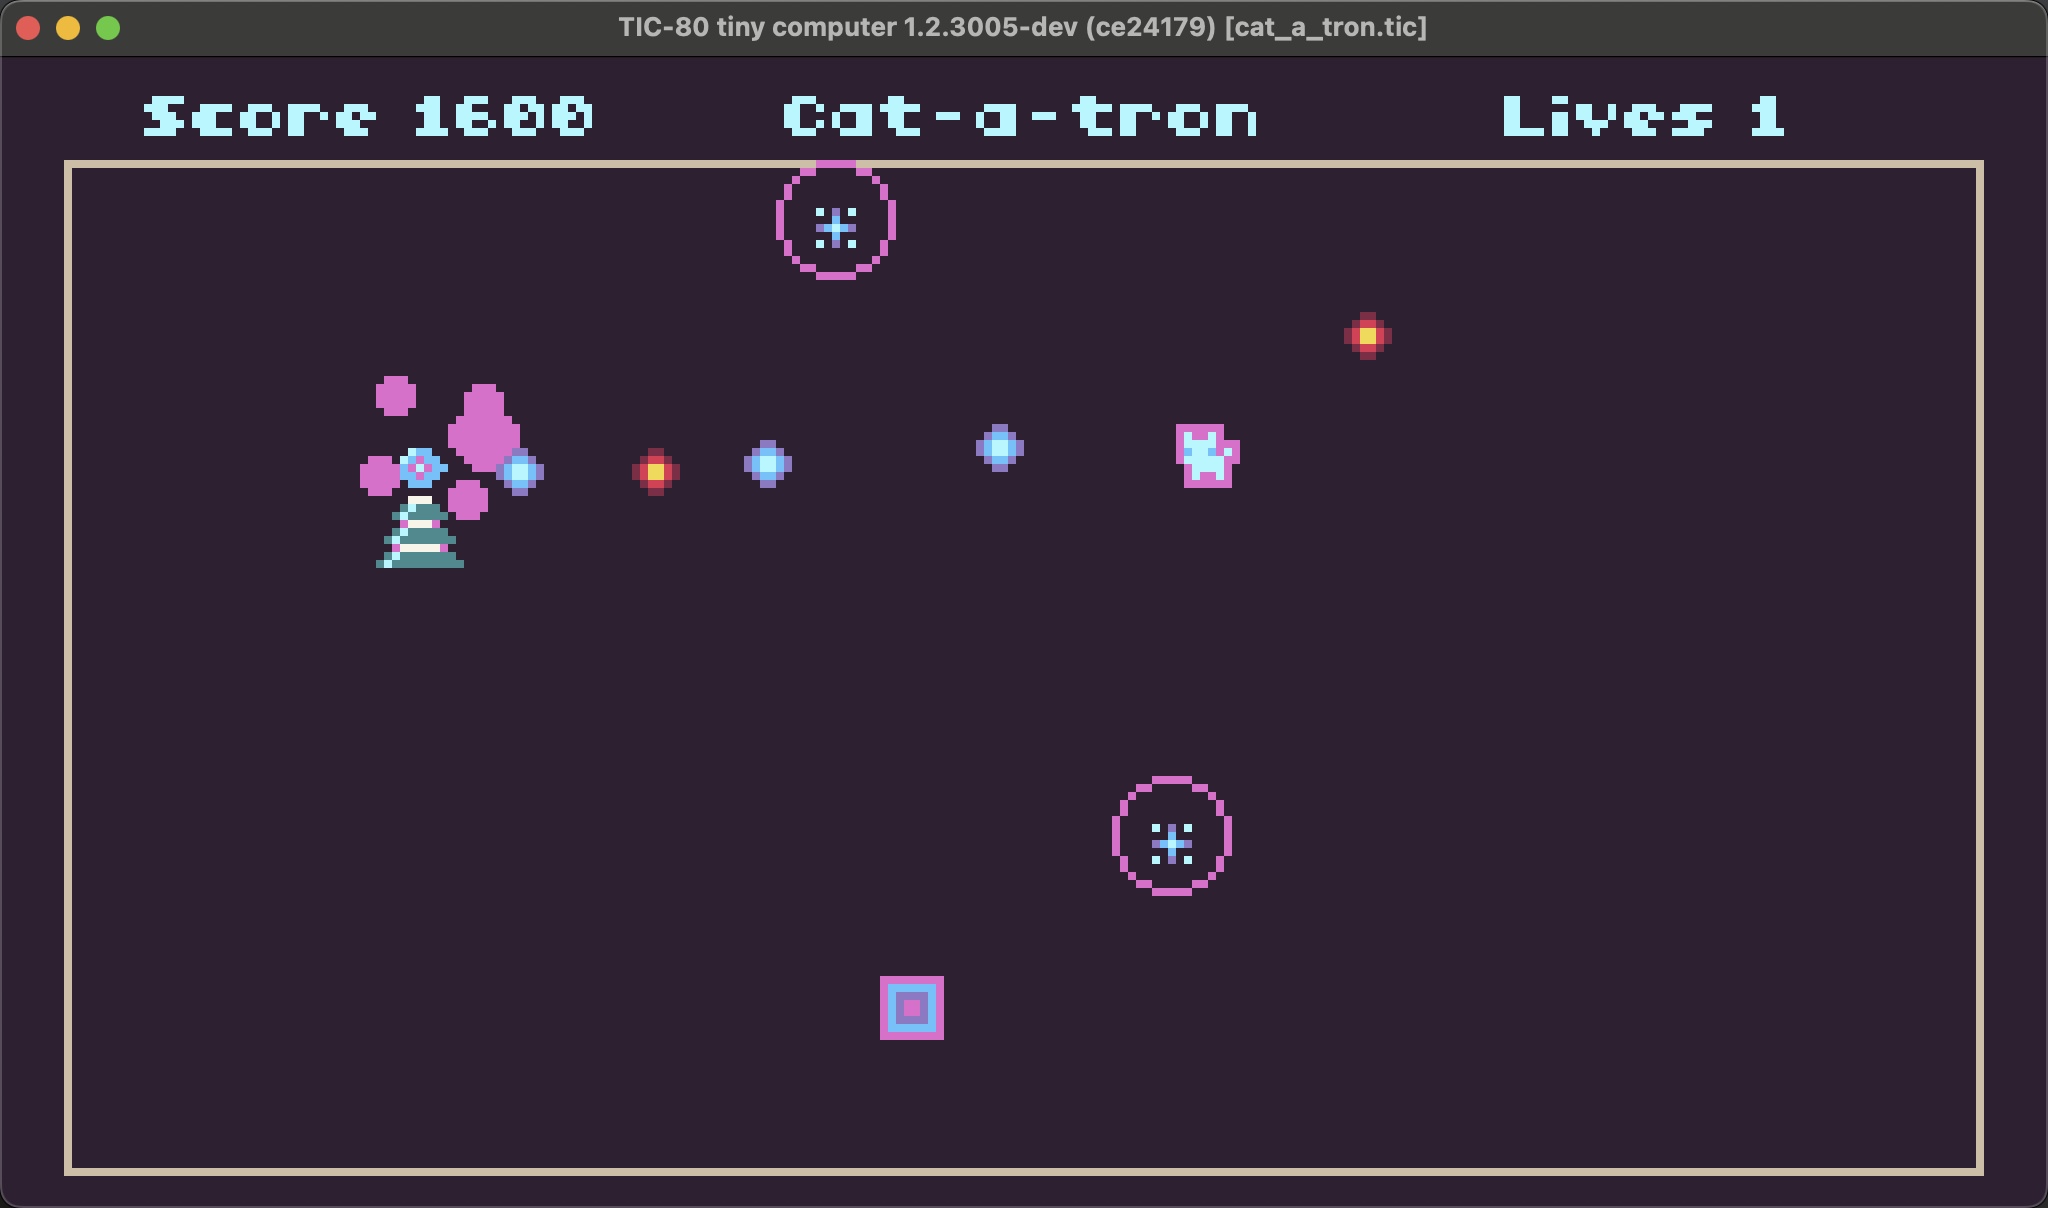 TIC-80 tiny computer 1.2.3005-dev (ce24179) [cat_a_tron.tic]
Score 1600 Cat-a-tron Lives 1